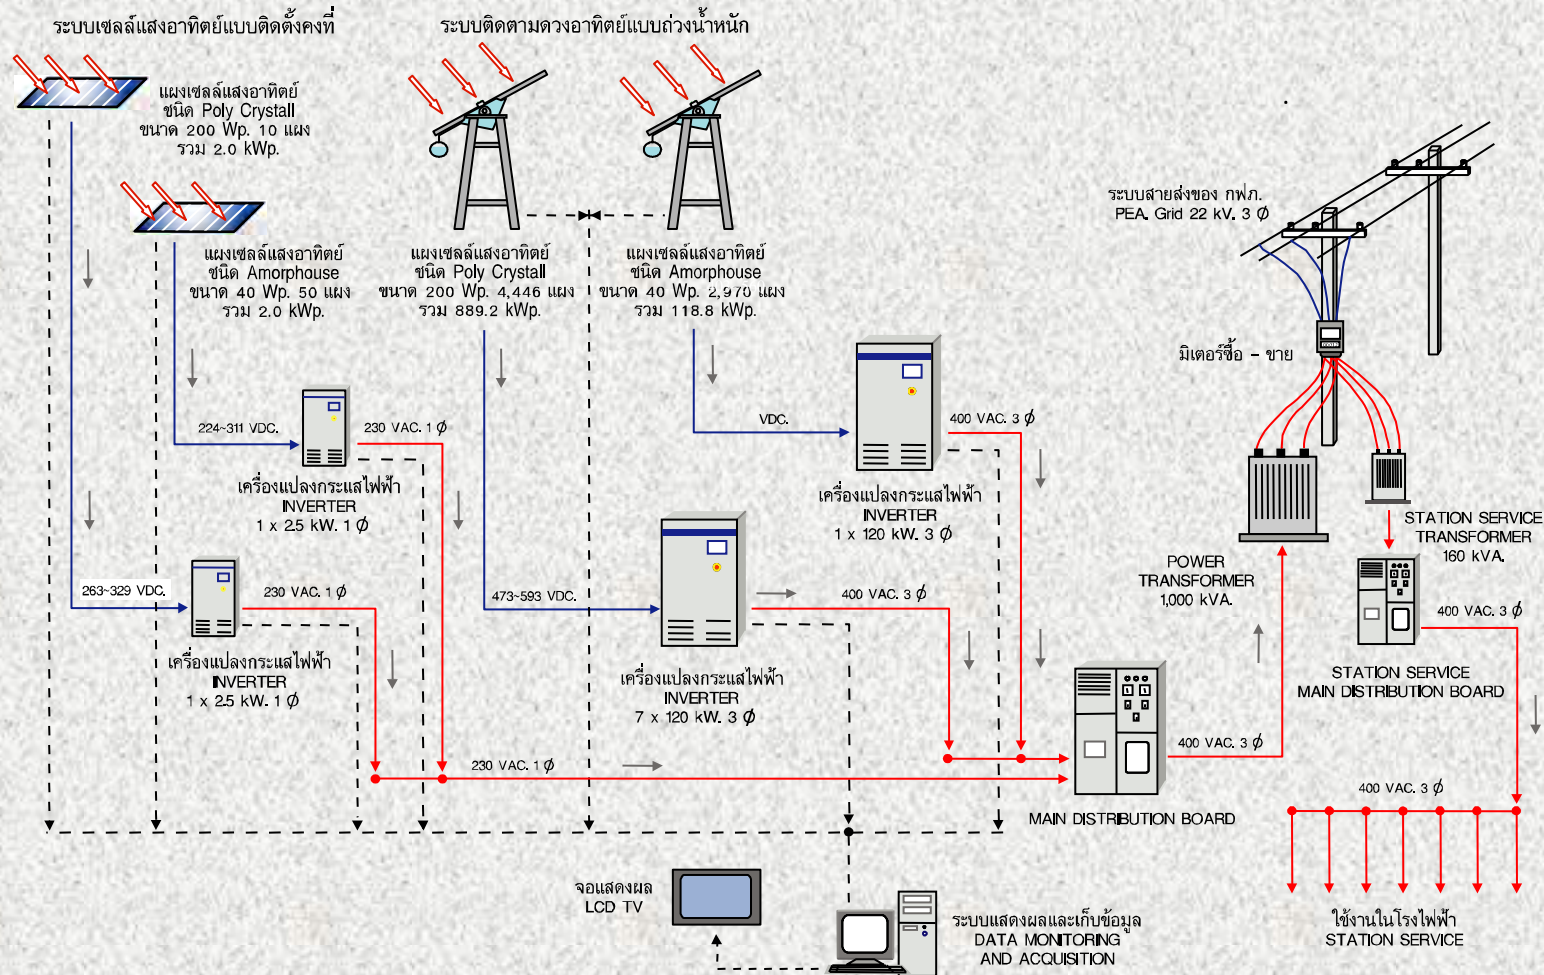 ระบบเซลล์แสงอาทิตย์แบบติดตั้งคงที่
ระบบติดตามดวงอาทิตย์แบบถ่วงน้ำหนัก
แผงเซลล์แสงอาทิตย์
ชนิด Poly Crystall
ขนาด 200 Wp. 10 แผง
รวม 2.0 kWp.
แผงเซลล์แสงอาทิตย์
ชนิด Amorphouse
ขนาด 40 Wp. 50 แผง
รวม 2.0 kWp.
แผงเซลล์แสงอาทิตย์
ชนิด Poly Crystall
ขนาด 200 Wp. 4,446 แผง
รวม 889.2 kWp.
แผงเซลล์แสงอาทิตย์
ชนิด Amorphouse
ขนาด 40 Wp. 2,970 แผง
รวม 118.8 kWp.
ระบบสายส่งของ กฟภ.
PEA. Grid 22 kV. 3 Ø
มิเตอร์ซื้อ - ขาย
224~311 VDC.
230 VAC. 1 Ø
เครื่องแปลงกระแสไฟฟ้า
INVERTER
1 x 2.5 kW. 1 Ø
VDC.
400 VAC. 3 Ø
เครื่องแปลงกระแสไฟฟ้า
INVERTER
1 x 120 kW. 3 Ø
263~329 VDC.
230 VAC. 1 Ø
เครื่องแปลงกระแสไฟฟ้า
INVERTER
1 x 2.5 kW. 1 Ø
473~593 VDC.
400 VAC. 3 Ø
เครื่องแปลงกระแสไฟฟ้า
INVERTER
7 x 120 kW. 3 Ø
POWER
TRANSFORMER
1,000 kVA.
STATION SERVICE
TRANSFORMER
160 kVA.
400 VAC. 3 Ø
STATION SERVICE
MAIN DISTRIBUTION BOARD
230 VAC. 1 Ø
400 VAC. 3 Ø
MAIN DISTRIBUTION BOARD
400 VAC. 3 Ø
ใช้งานในโรงไฟฟ้า
STATION SERVICE
จอแสดงผล
LCD TV
ระบบแสดงผลและเก็บข้อมูล
DATA MONITORING
AND ACQUISITION